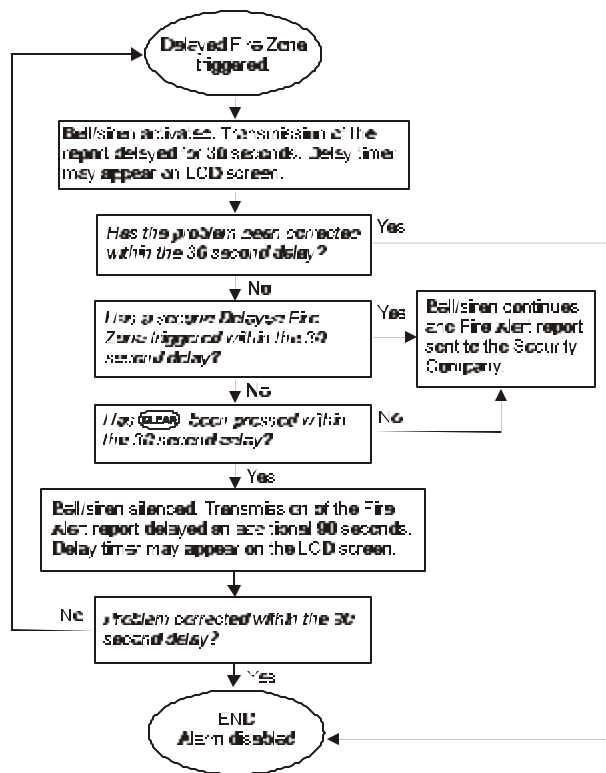 Delayed Fire Zone
triggered.
Bell/siren activated. Transmission of the
report delayed for 30 seconds. Delay timer
may appear on LCD screen.
Has the problem been corrected
within the 30 second delay?
Yes
No
Has a second Delayed Fire
Zone triggered within the 30
second delay?
Yes
Bell/siren continues
and Fire Alert report
sent to the Security
Company.
No
Has CLEAR been pressed within
the 30 second delay?
No
Yes
Bell/siren silenced. Transmission of the Fire
Alert report delayed an additional 90 seconds.
Delay timer may appear on the LCD screen.
No
Problem corrected within the 90
second delay?
Yes
END
Alarm disabled